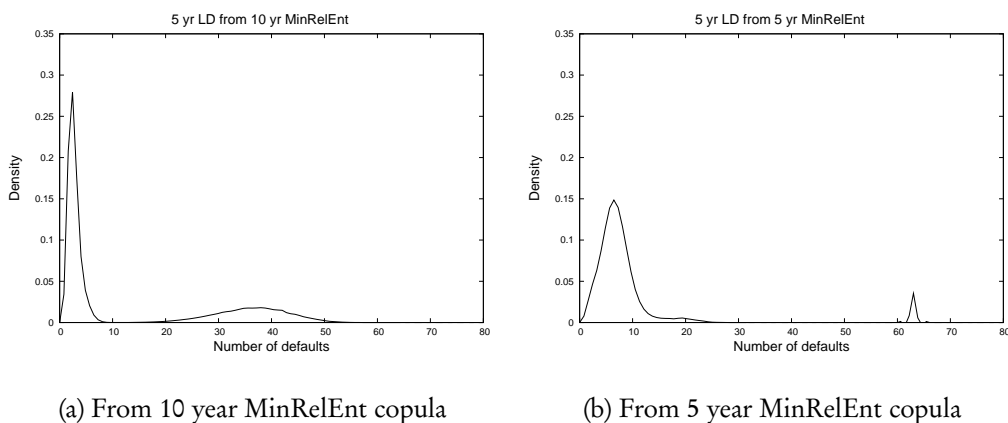 5 yr LD from 10 yr MinRelEnt
0.35
0.3
0.25
0.2
0.15
0.1
0.05
0
Density
0 10 20 30 40 50 60 70 80
Number of defaults
(a) From 10 year MinRelEnt copula
5 yr LD from 5 yr MinRelEnt
0.35
0.3
0.25
0.2
0.15
0.1
0.05
0
Density
0 10 20 30 40 50 60 70 80
Number of defaults
(b) From 5 year MinRelEnt copula